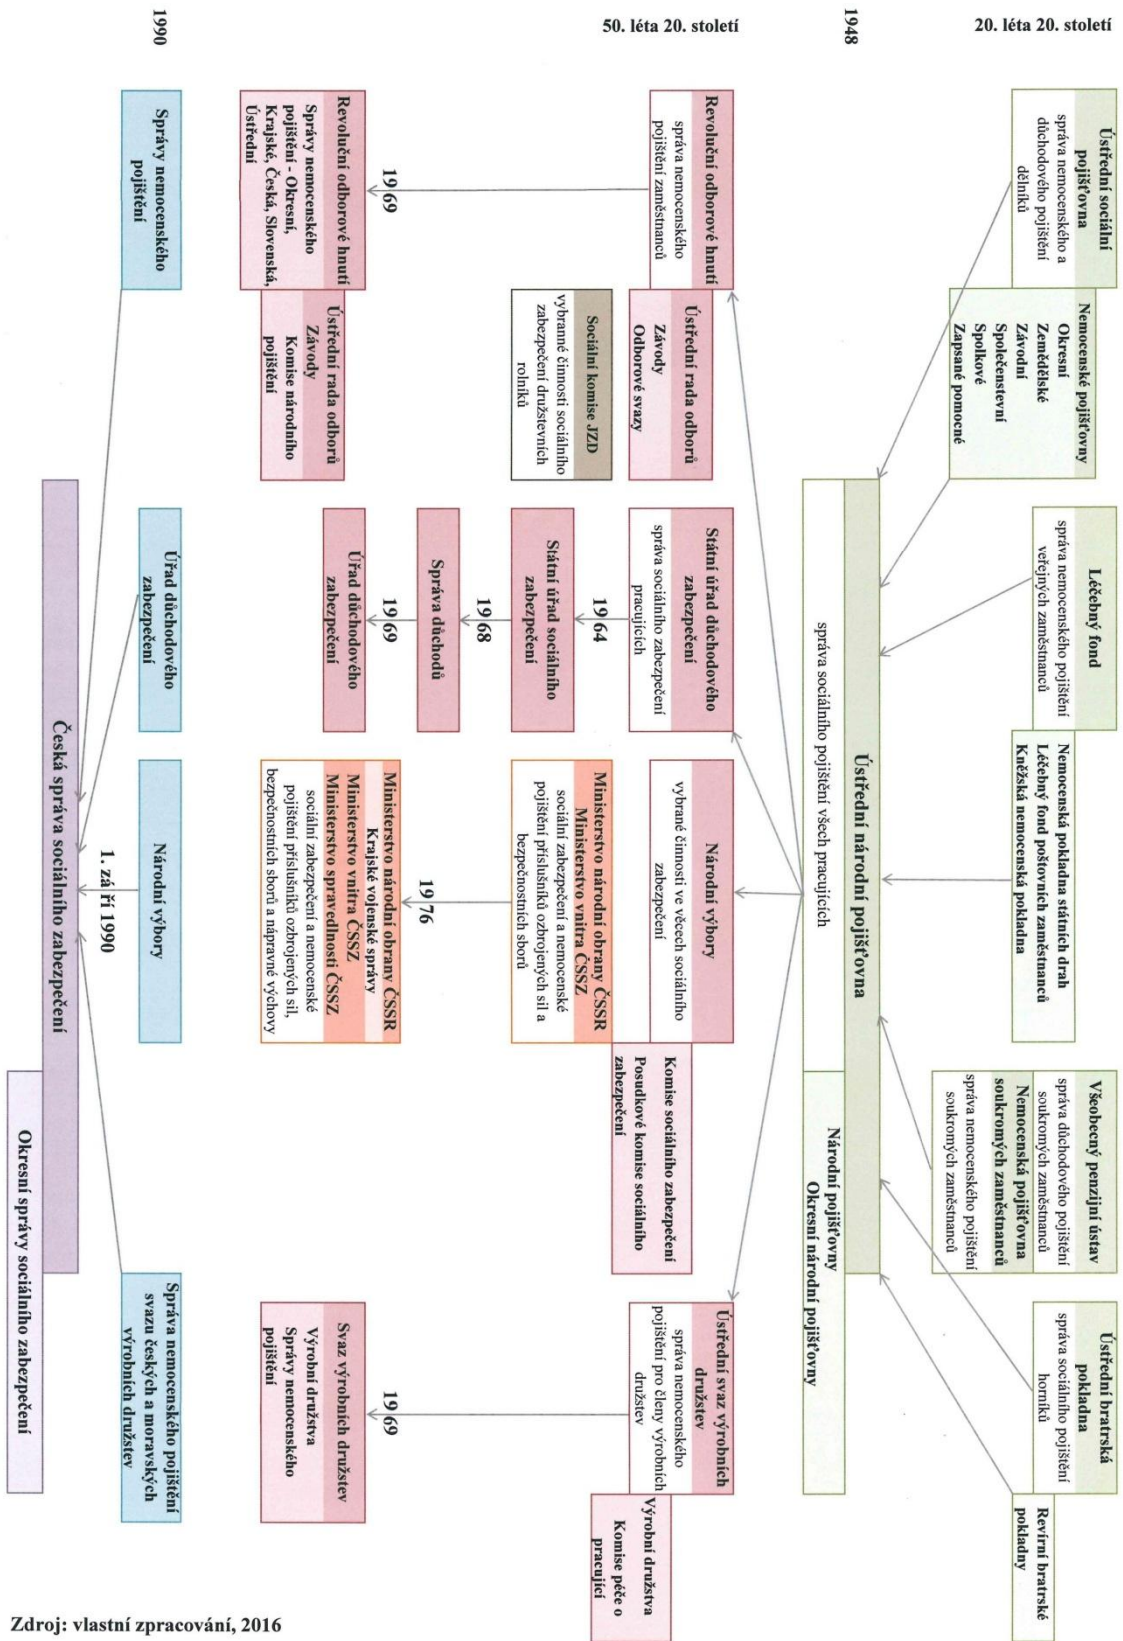 20. léta 20. století
Ústřední sociální
pojišťovna
správa nemocenského a
důchodového pojištění
dělníků
Nemocenské pojišťovny
Okresní
Zemědělské
Závodní
Společenstevní
Spolkové
Zapsané pomocné
Léčebný fond
správa nemocenského pojištění
veřejných zaměstnanců
Nemocenská pokladna státních drah
Léčebný fond poštovních zaměstnanců
Kněžská nemocenská pokladna
Všeobecný penzijní ústav
správa důchodového pojištění
soukromých zaměstnanců
Nemocenská pojišťovna
soukromých zaměstnanců
správa nemocenského pojištění
soukromých zaměstnanců
Ústřední bratrská
pokladna
správa sociálního pojištění
horníků
Revírní bratrské
pokladny
1948
Ústřední národní pojišťovna
správa sociálního pojištění všech pracujících
Národní pojišťovny
Okresní národní pojišťovny
50. léta 20. století
Revoluční odborové hnutí
správa nemocenského
pojištění zaměstnanců
Ústřední rada odborů
Závody
Odborové svazy
Sociální komise JZD
vybranné činnosti sociálního
zabezpečení družstevních
rolníků
Státní úřad důchodového
zabezpečení
správa sociálního zabezpečení
pracujících
1964
Státní úřad sociálního
zabezpečení
1968
Správa důchodů
1969
Úřad důchodového
zabezpečení
Národní výbory
vybrané činnosti ve věcech sociálního
zabezpečení
Komise sociálního zabezpečení
Posudkové komise sociálního
zabezpečení
Ministerstvo národní obrany ČSSR
Ministerstvo vnitra ČSSZ
sociální zabezpečení a nemocenské
pojištění příslušníků ozbrojených sil a
bezpečnostních sborů
1976
Ministerstvo národní obrany ČSSR
Krajské vojenské správy
Ministerstvo vnitra ČSSZ
Ministerstvo spravedlnosti ČSSZ
sociální zabezpečení a nemocenské
pojištění příslušníků ozbrojených sil,
bezpečnostních sborů a nápravné výchovy
Ústřední svaz výrobních
družstev
správa nemocenského
pojištění pro členy výrobních
družstev
Výrobní družstva
Komise péče o
pracující
1969
Revoluční odborové hnutí
Správy nemocenského
pojištění - Okresní,
Krajské, Česká, Slovenská,
Ústřední
Ústřední rada odborů
Závody
Komise národního
pojištění
1969
Svaz výrobních družstev
Výrobní družstva
Správy nemocenského
pojištění
1990
Správy nemocenského
pojištění
Úřad důchodového
zabezpečení
Národní výbory
Správa nemocenského pojištění
svazu českých a moravských
výrobních družstev
1. září 1990
Česká správa sociálního zabezpečení
Okresní správy sociálního zabezpečení
Zdroj: vlastní zpracování, 2016